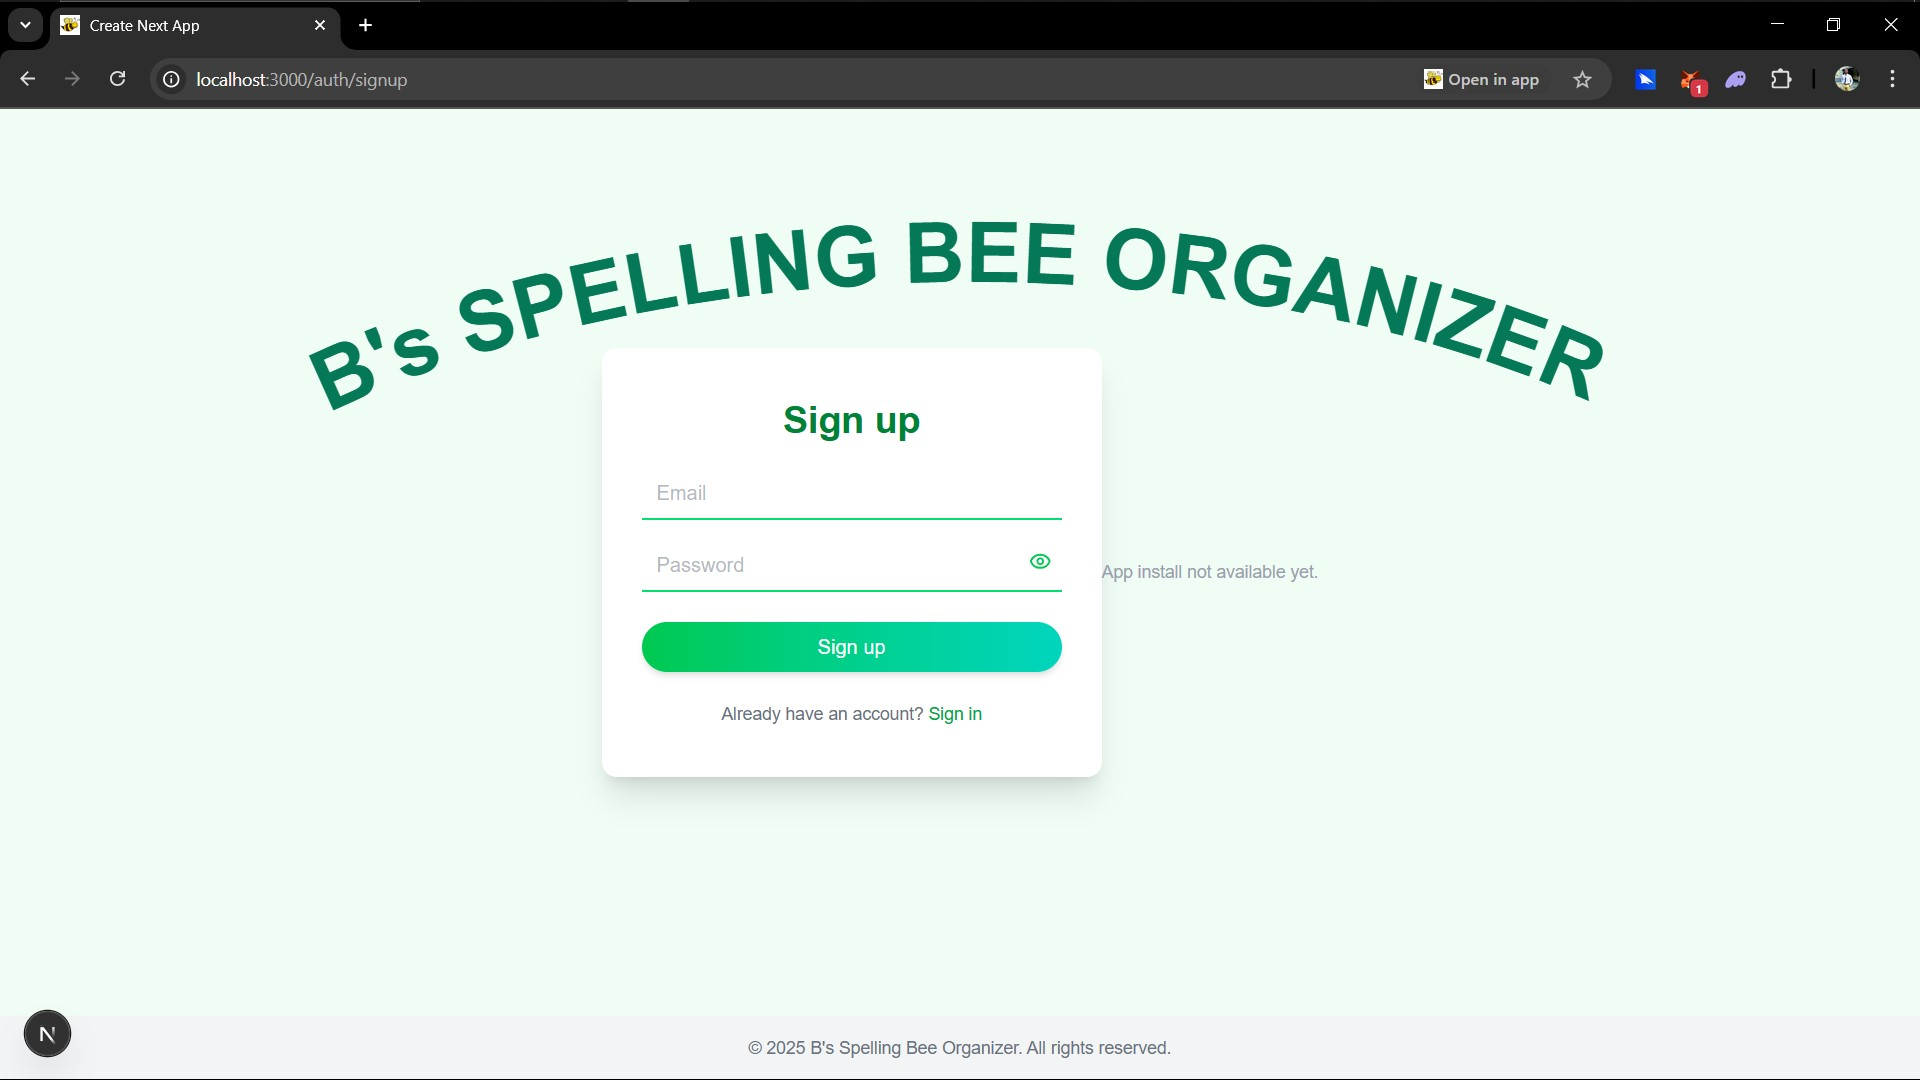 Create Next App
localhost:3000/auth/signup
Open in app
1
B's SPELLING BEE ORGANIZER
Sign up
Email
Password
App install not available yet.
Sign up
Already have an account? Sign in
N
© 2025 B's Spelling Bee Organizer. All rights reserved.